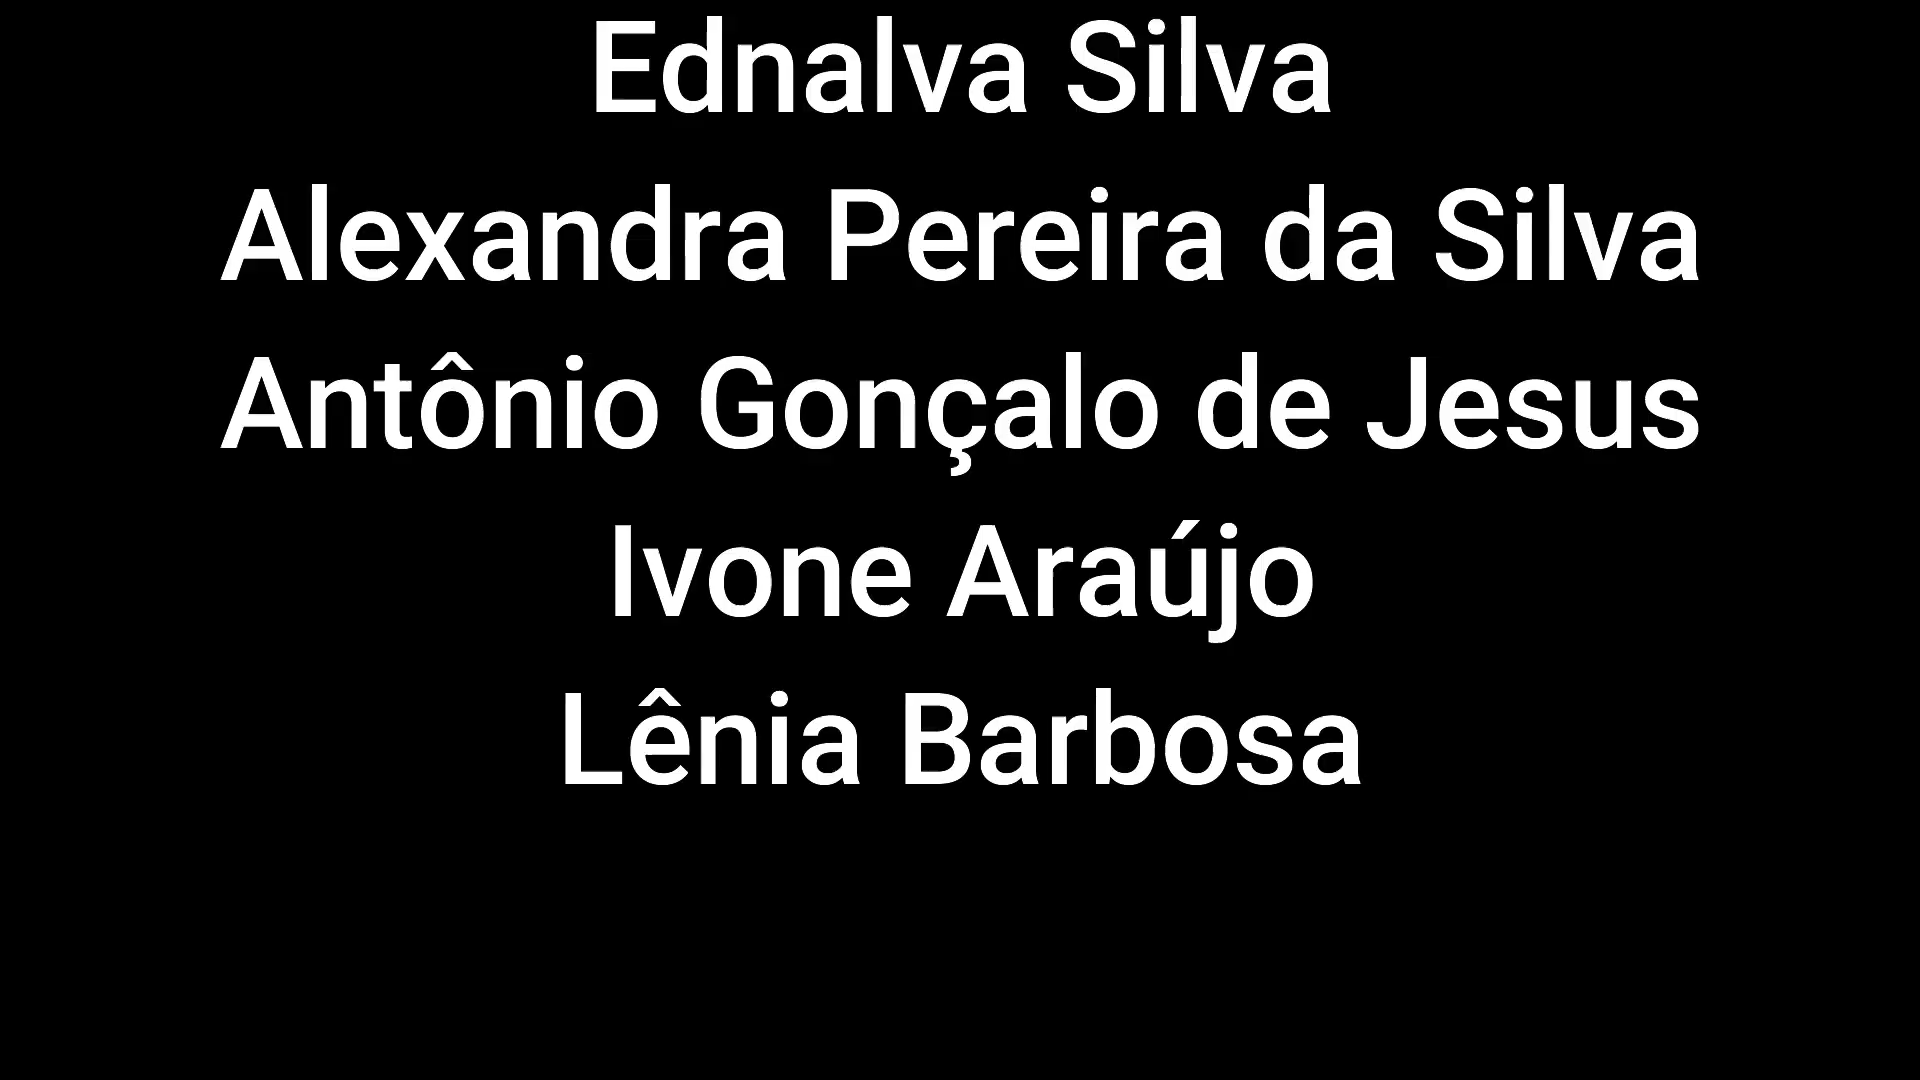 Ednalva Silva
Alexandra Pereira da Silva
Antônio Gonçalo de Jesus
Ivone Araújo
Lênia Barbosa